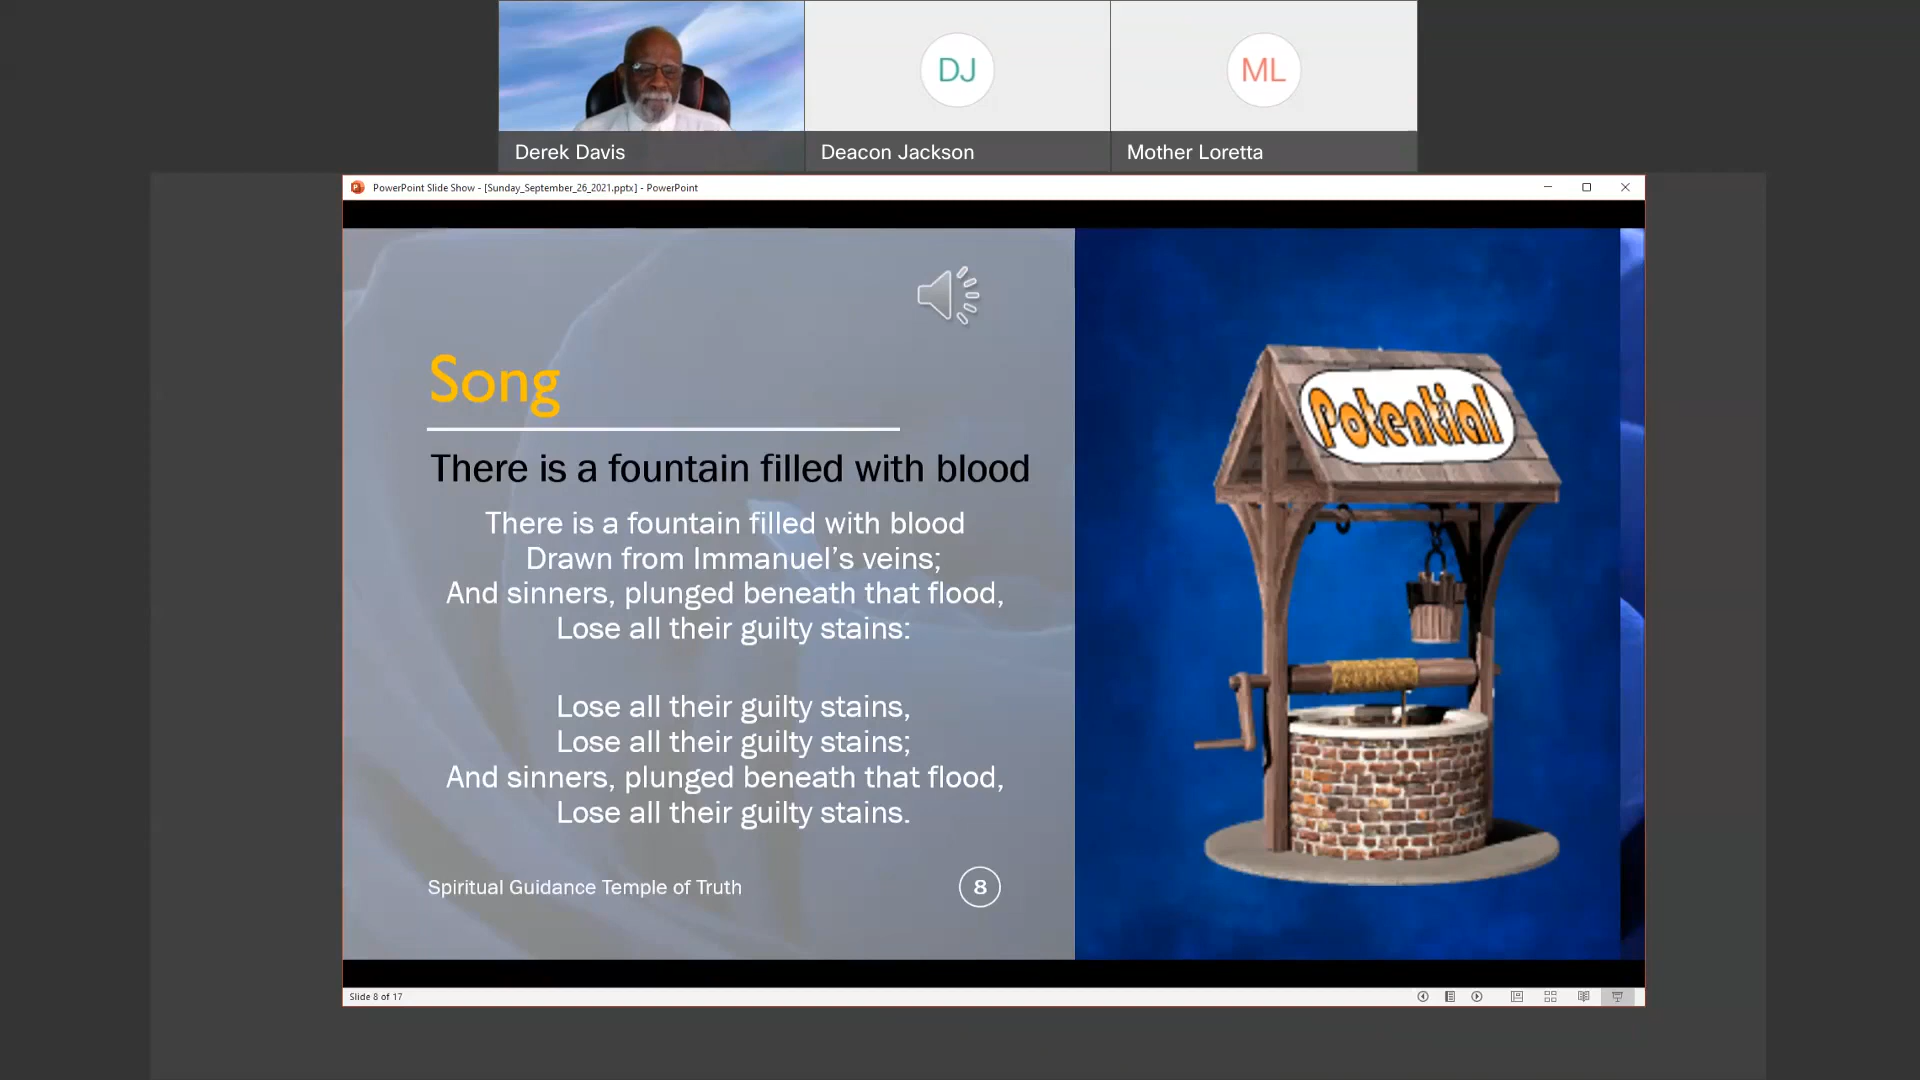 DJ
ML
Derek Davis
Deacon Jackson
Mother Loretta
PowerPoint Slide Show - [Sunday_September_26_2021.pptx] - PowerPoint
Song
There is a fountain filled with blood
There is a fountain filled with blood
Drawn from Immanuel’s veins;
And sinners, plunged beneath that flood,
Lose all their guilty stains:
Lose all their guilty stains,
Lose all their guilty stains;
And sinners, plunged beneath that flood,
Lose all their guilty stains.
Spiritual Guidance Temple of Truth
8
Potential
Slide 8 of 17